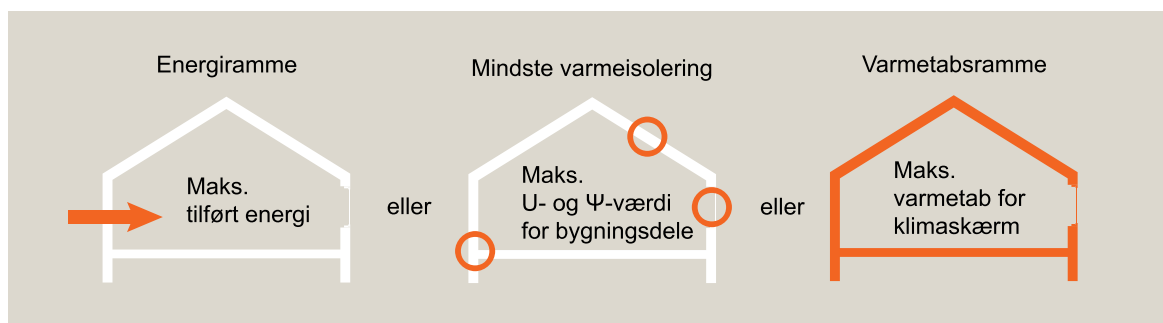 Energiramme
Maks.
tilført energi
eller
Mindste varmeisolering
Maks.
U- og Ψ-værdi
for bygningsdele
eller
Varmetabsramme
Maks.
varmetab for
klimaskærm